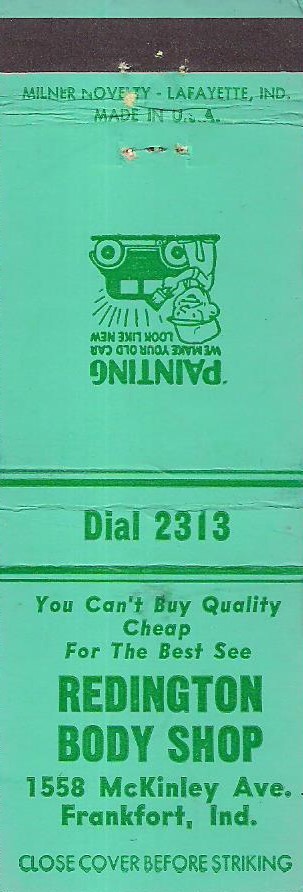 MILNER NOVELTY - LAFAYETTE, IND.
MADE IN U.S.A.
PAINTING
WE MAKE YOUR OLD CAR
LOOK LIKE NEW
Dial 2313
You Can't Buy Quality
Cheap
For The Best See
REDINGTON
BODY SHOP
1558 McKinley Ave.
Frankfort, Ind.
CLOSE COVER BEFORE STRIKING